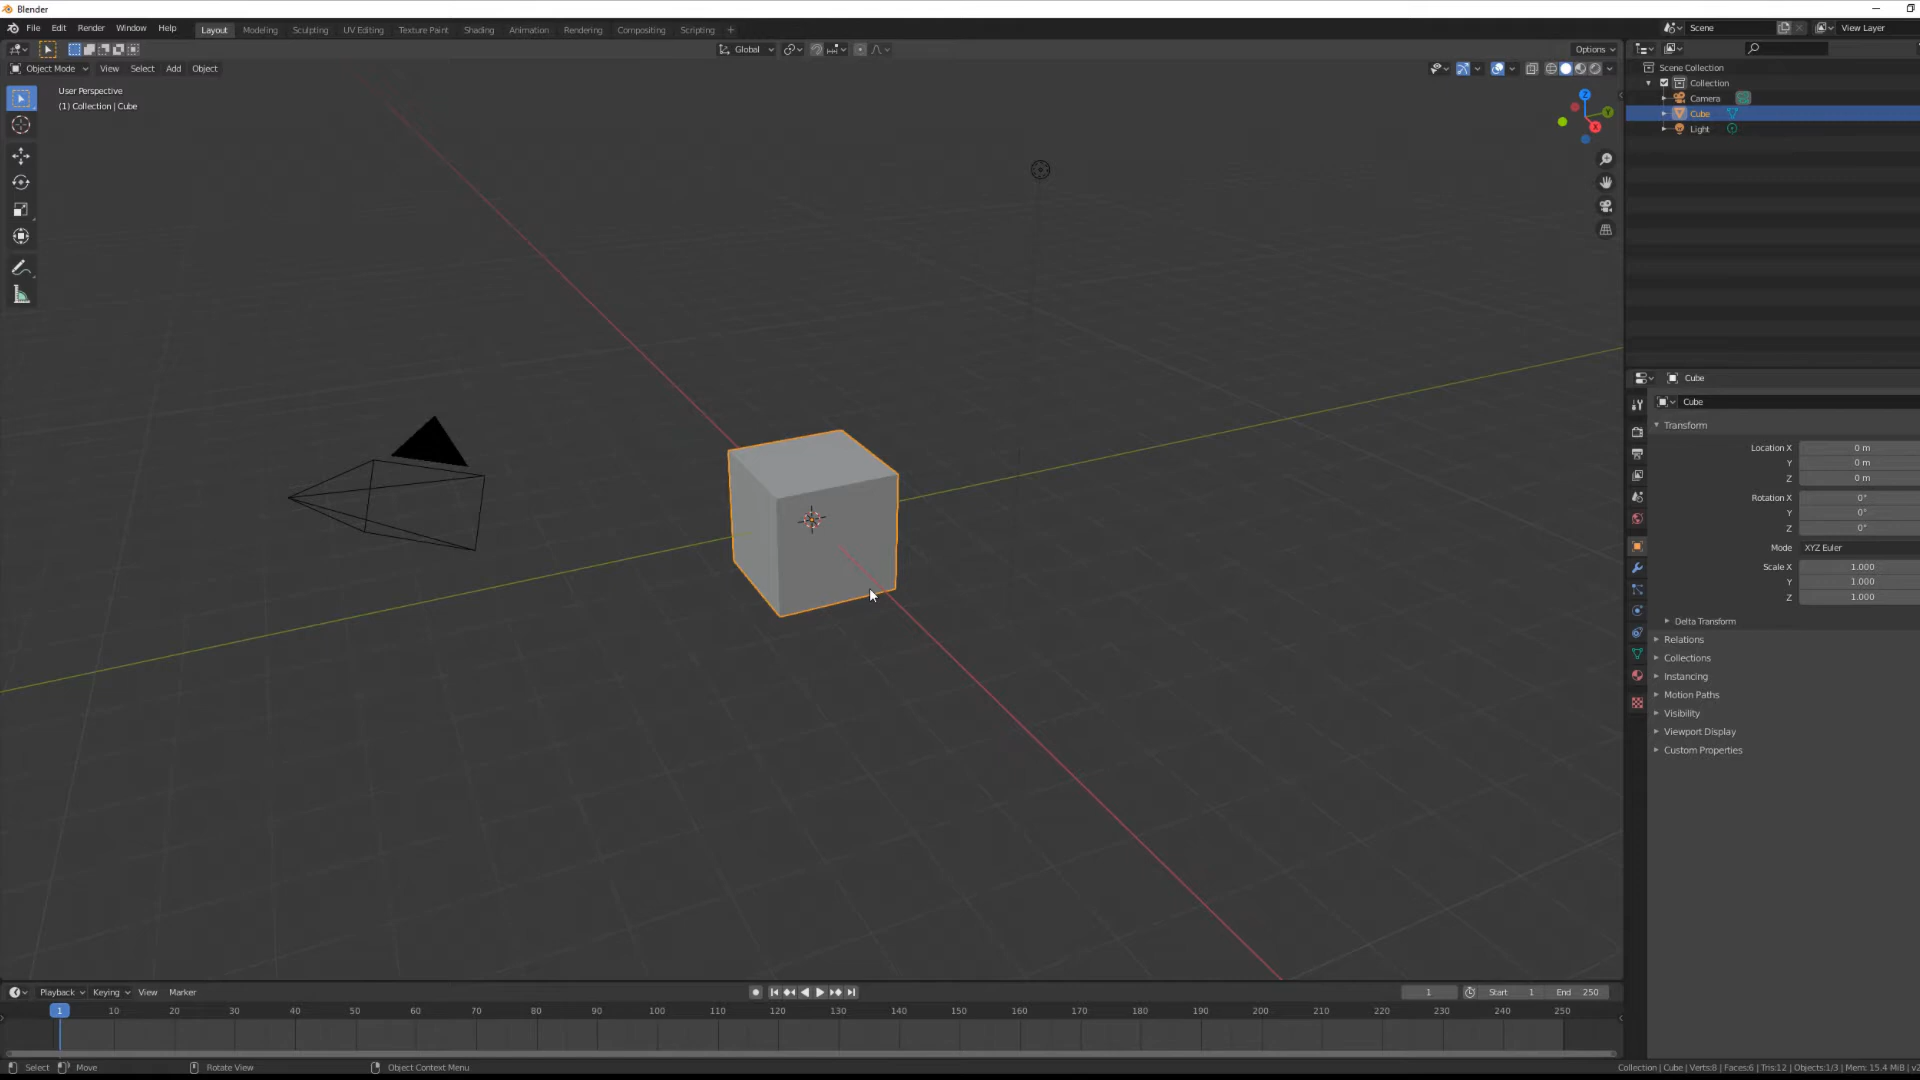 Blender
File Edit Render Window Help
Layout Modeling Sculpting UV Editing Texture Paint Shading Animation Rendering Compositing Scripting +
Scene
View Layer
Global
Options
Object Mode View Select Add Object
User Perspective
(1) Collection | Cube
Z
Y
X
Scene Collection
Collection
Camera
Cube
Light
Cube
Cube
Transform
Location X 0 m
Y 0 m
Z 0 m
Rotation X 0°
Y 0°
Z 0°
Mode XYZ Euler
Scale X 1.000
Y 1.000
Z 1.000
Delta Transform
Relations
Collections
Instancing
Motion Paths
Visibility
Viewport Display
Custom Properties
Playback Keying View Marker
1
Start 1
End 250
1 10 20 30 40 50 60 70 80 90 100 110 120 130 140 150 160 170 180 190 200 210 220 230 240 250
Select Move Rotate View Object Context Menu
Collection | Cube | Verts:8 | Faces:6 | Tris:12 | Objects:1/3 | Mem: 15.4 MiB | v2